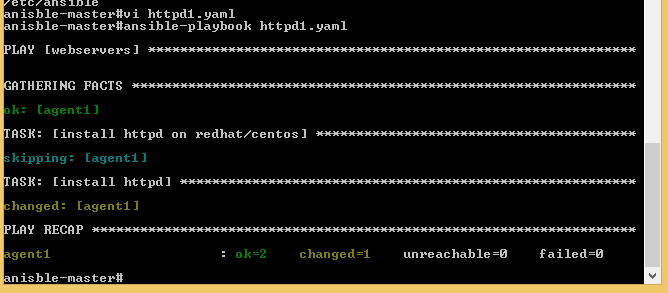 /etc/ansible
anisble-master#vi httpd1.yaml
anisble-master#ansible-playbook httpd1.yaml
PLAY [webservers] *************************************************************
GATHERING FACTS ***************************************************************
ok: [agent1]
TASK: [install httpd on redhat/centos] ****************************************
skipping: [agent1]
TASK: [install httpd] *********************************************************
changed: [agent1]
PLAY RECAP ********************************************************************
agent1 : ok=2 changed=1 unreachable=0 failed=0
anisble-master#